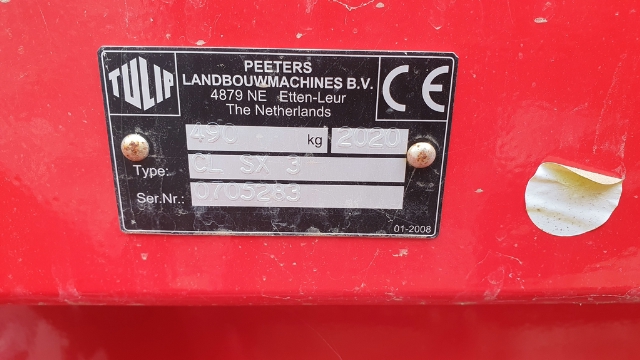 TULIP
PEETERS
LANDBOUWMACHINES B.V.
4879 NE Etten-Leur
The Netherlands
CE
490 kg 2020
Type: CL SX 3
Ser.Nr.: 0705263
01-2008